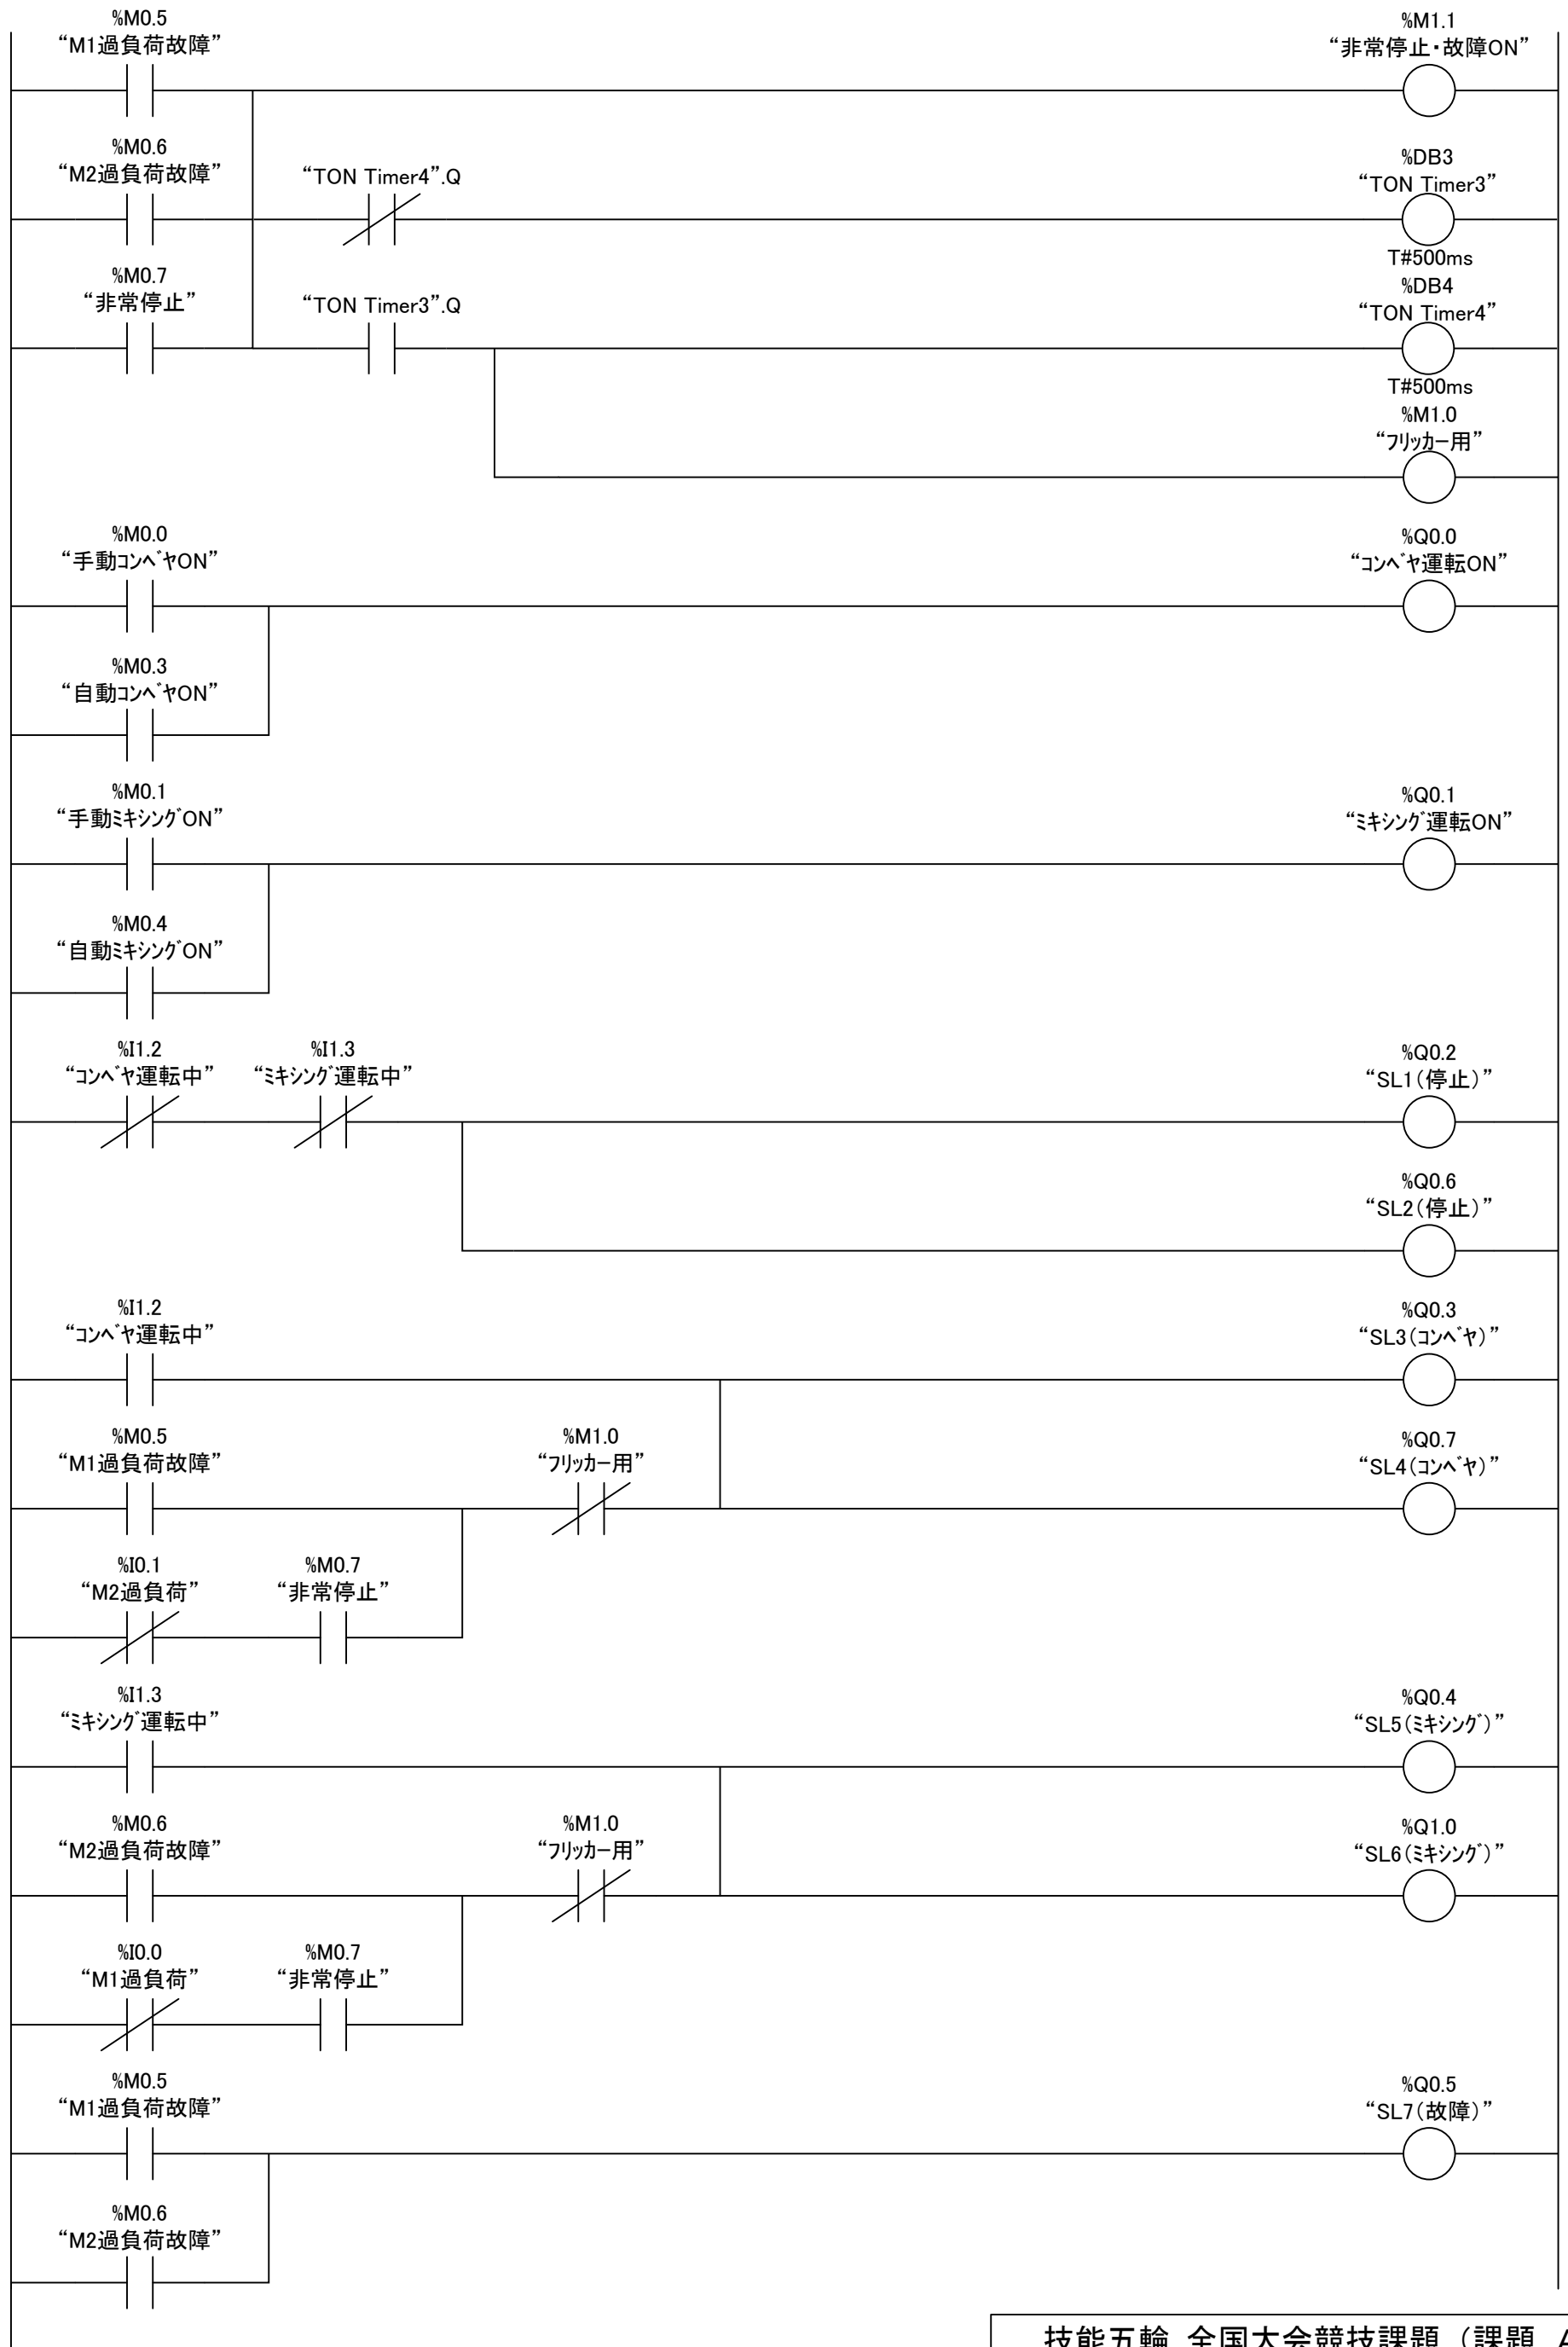 %M0.5
“M1過負荷故障”
%M1.1
“非常停止・故障ON”
%M0.6
“M2過負荷故障”
“TON Timer4”.Q
%DB3
“TON Timer3”
T#500ms
%M0.7
“非常停止”
“TON Timer3”.Q
%DB4
“TON Timer4”
T#500ms
%M1.0
“フリッカー用”
%M0.0
“手動コンベヤON”
%Q0.0
“コンベヤ運転ON”
%M0.3
“自動コンベヤON”
%M0.1
“手動ミキシングON”
%Q0.1
“ミキシング運転ON”
%M0.4
“自動ミキシングON”
%I1.2
“コンベヤ運転中”
%I1.3
“ミキシング運転中”
%Q0.2
“SL1(停止)”
%Q0.6
“SL2(停止)”
%I1.2
“コンベヤ運転中”
%Q0.3
“SL3(コンベヤ)”
%M0.5
“M1過負荷故障”
%M1.0
“フリッカー用”
%Q0.7
“SL4(コンベヤ)”
%I0.1
“M2過負荷”
%M0.7
“非常停止”
%I1.3
“ミキシング運転中”
%Q0.4
“SL5(ミキシング)”
%M0.6
“M2過負荷故障”
%M1.0
“フリッカー用”
%Q1.0
“SL6(ミキシング)”
%I0.0
“M1過負荷”
%M0.7
“非常停止”
%M0.5
“M1過負荷故障”
%Q0.5
“SL7(故障)”
%M0.6
“M2過負荷故障”
技能五輪 全国大会競技課題 (課題